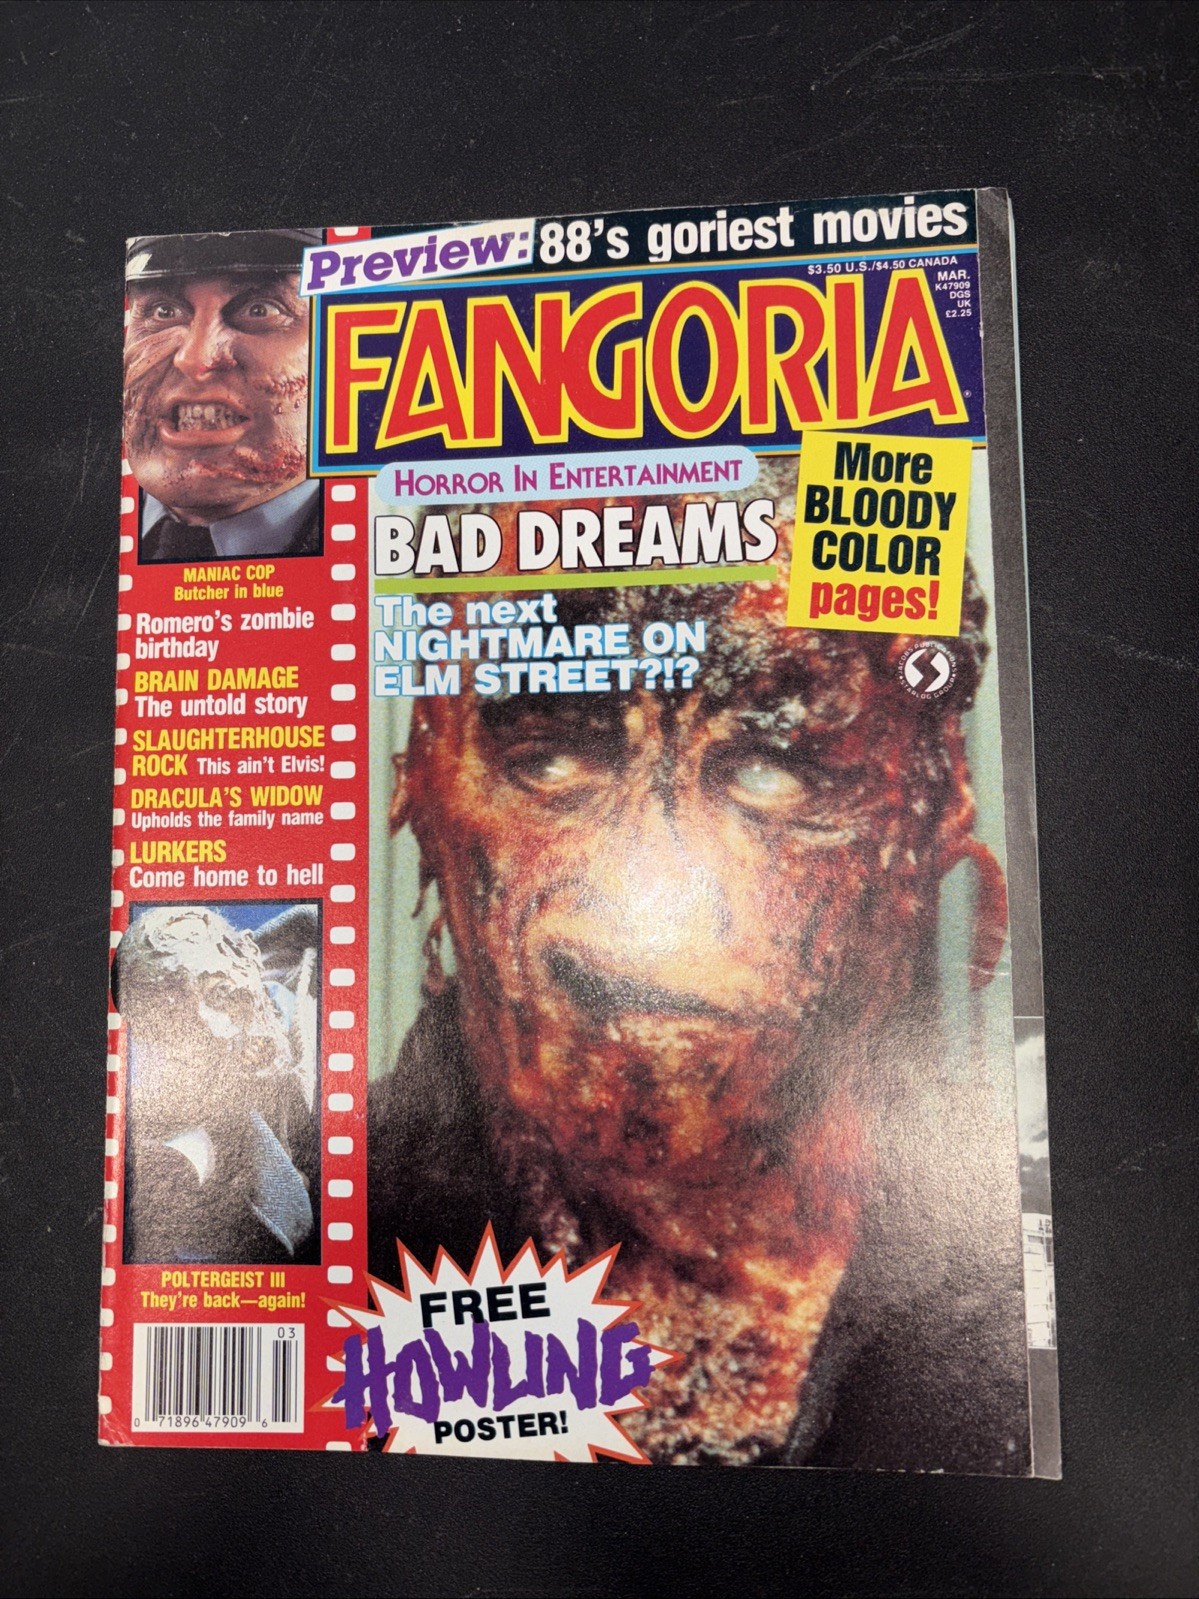 Preview: 88's goriest movies
$3.50 U.S./$4.50 CANADA
MAR.
K47909
DGS
UK
£2.25
FANGORIA
HORROR IN ENTERTAINMENT
BAD DREAMS
The next
NIGHTMARE ON
ELM STREET?!?
More
BLOODY
COLOR
pages!
MANIAC COP
Butcher in blue
Romero's zombie
birthday
BRAIN DAMAGE
The untold story
SLAUGHTERHOUSE
ROCK This ain't Elvis!
DRACULA'S WIDOW
Upholds the family name
LURKERS
Come home to hell
POLTERGEIST III
They're back—again!
FREE
HOWLING
POSTER!
03
0 71896 47909 6